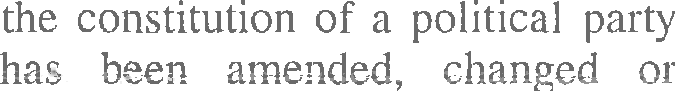 the constitution of a political party
has been amended, changed or